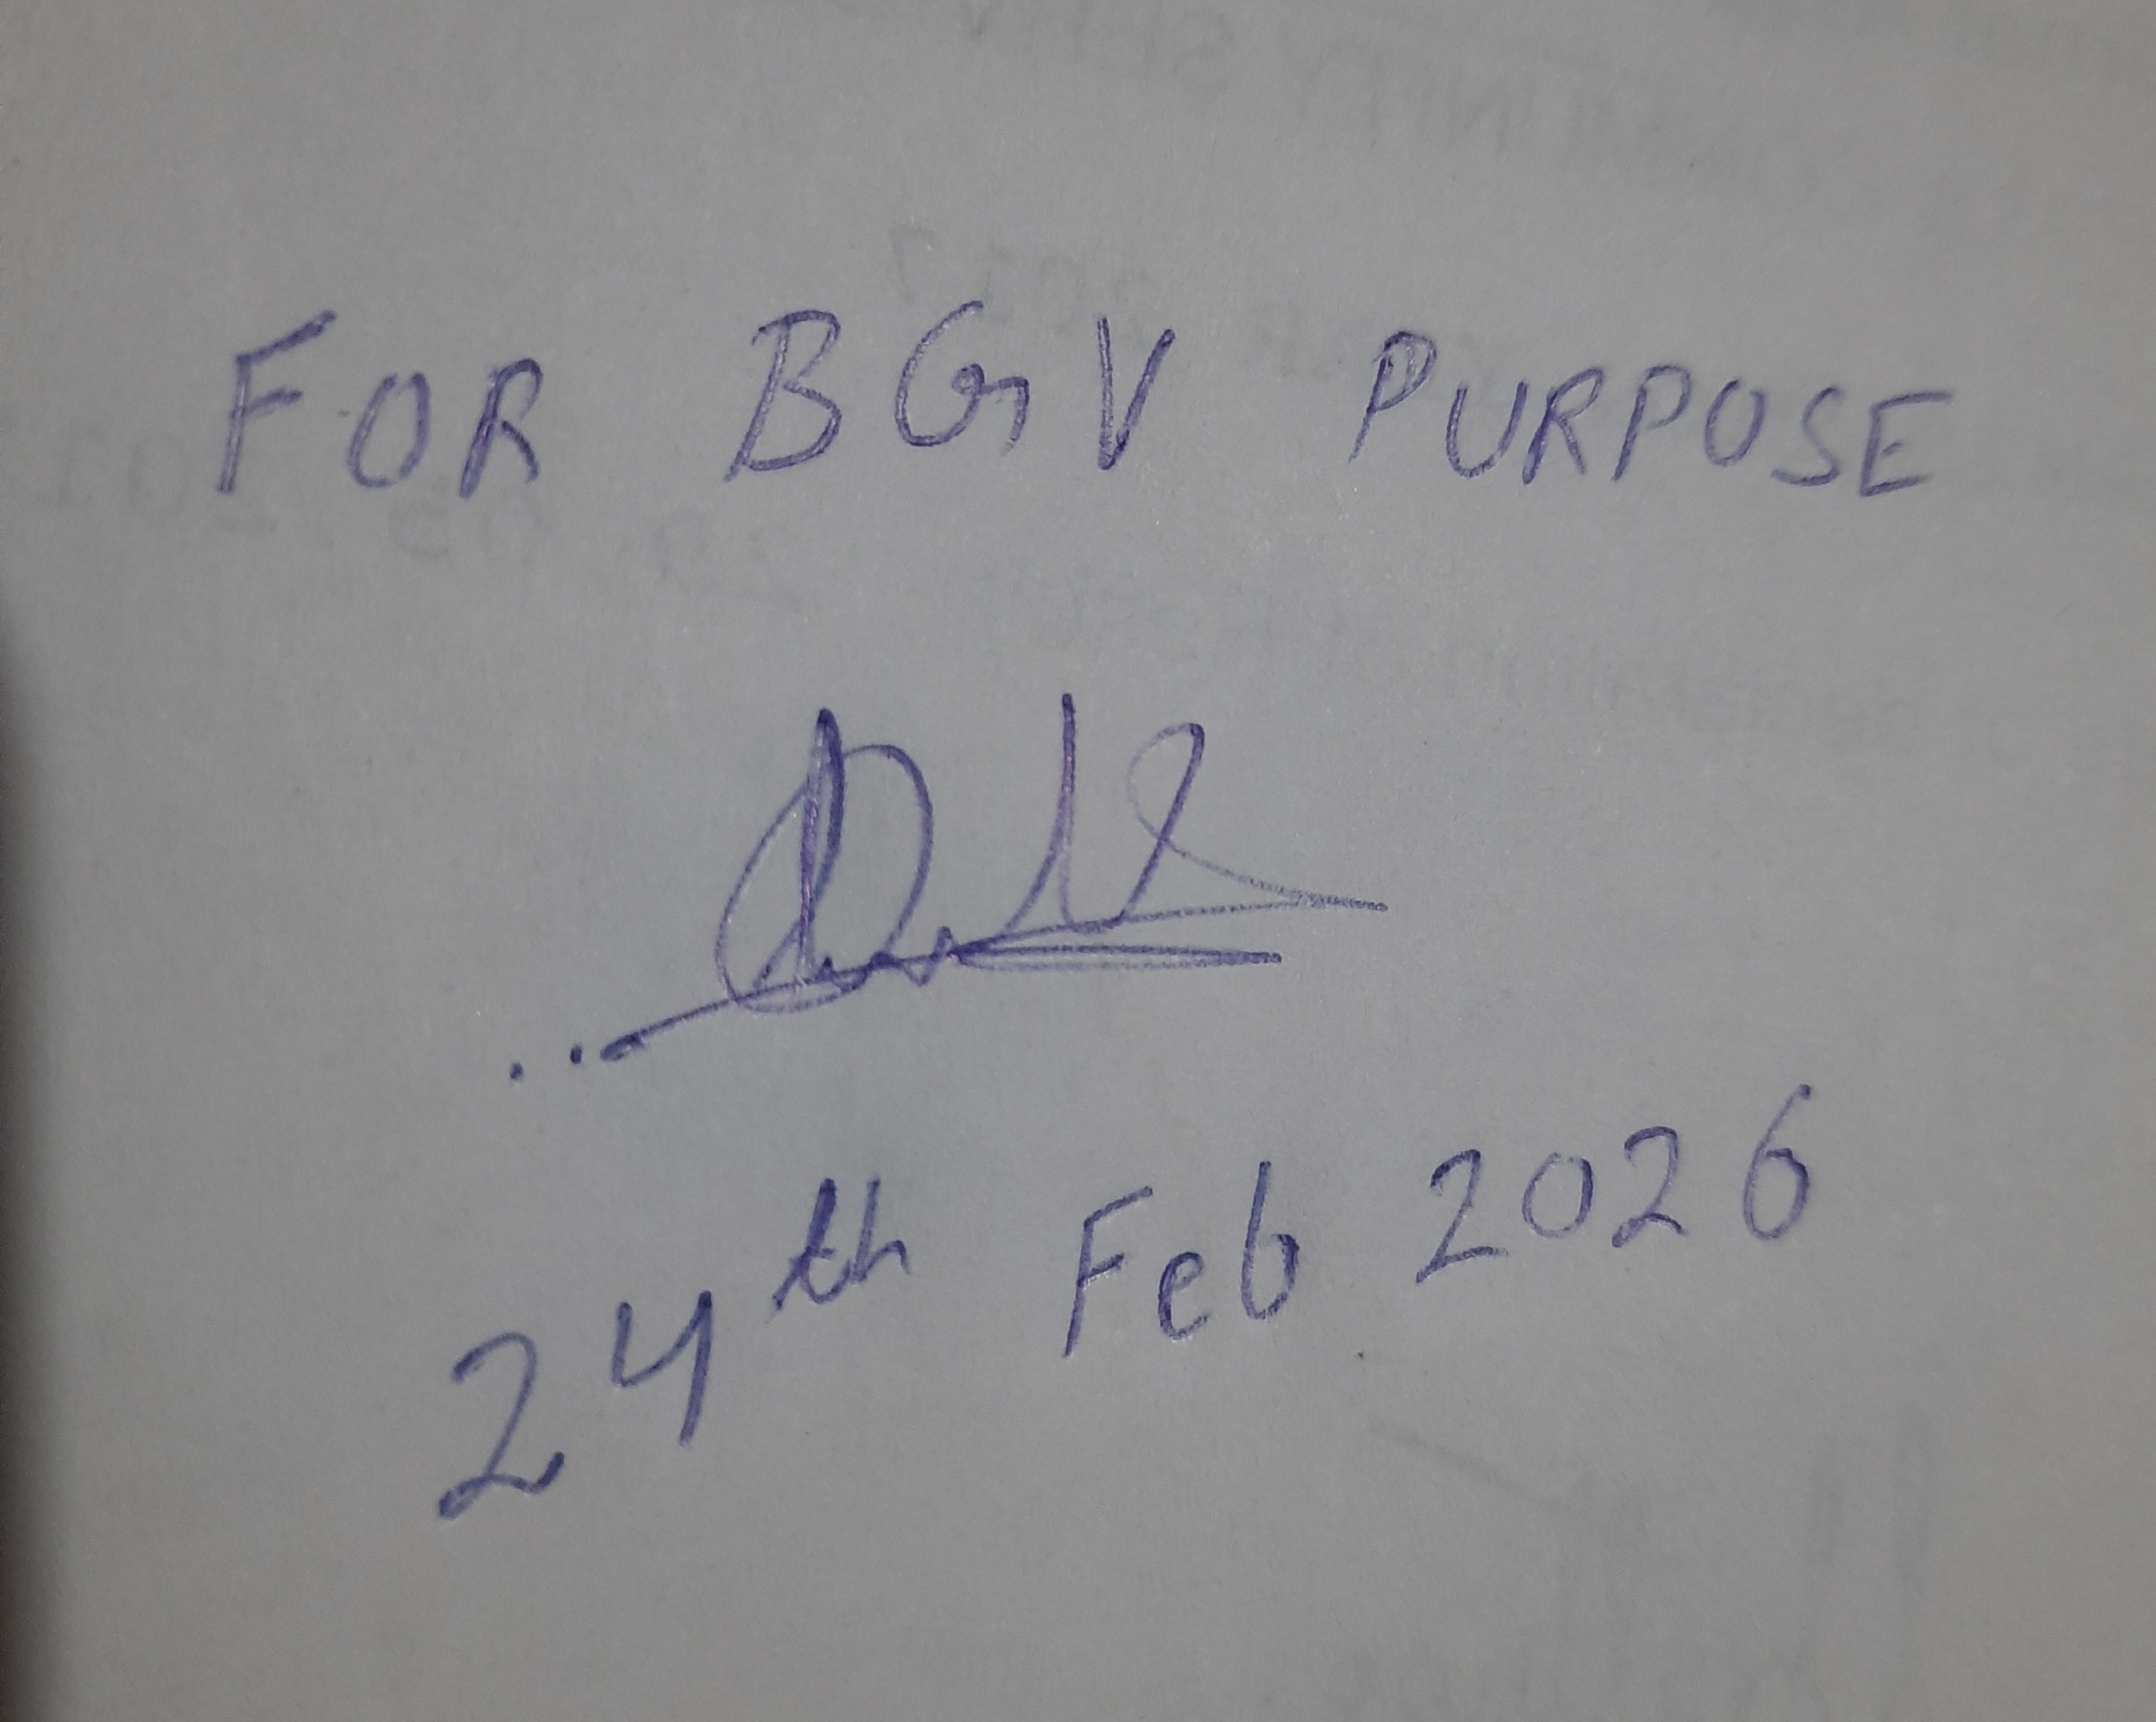 FOR BGV PURPOSE
24th Feb 2026